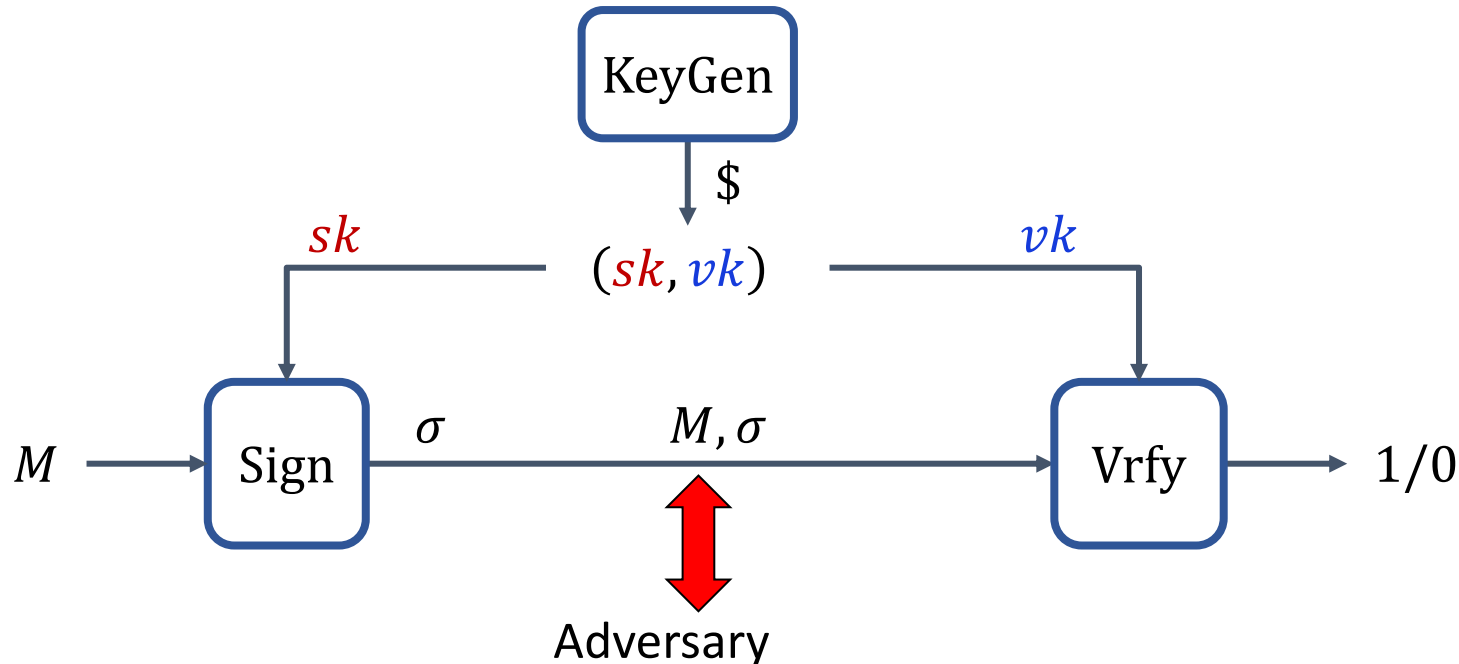 KeyGen
$
sk
vk
(sk, vk)
M
Sign
σ
M, σ
Vrfy
1/0
Adversary